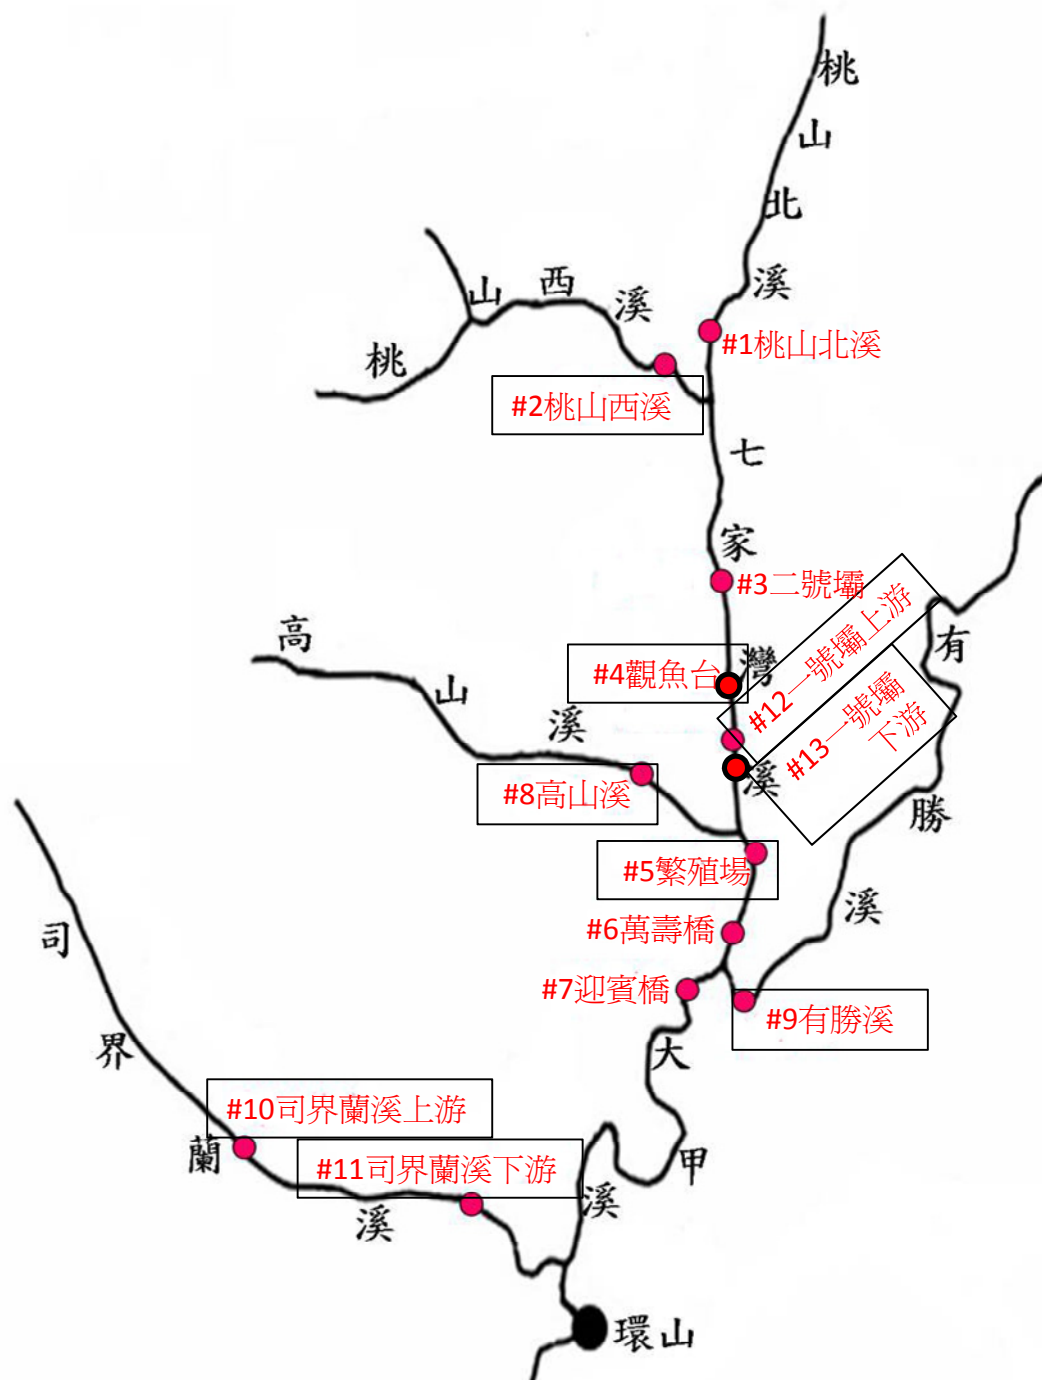 桃山北溪
桃山西溪
#1桃山北溪
#2桃山西溪
七家灣溪
#3二號壩
#4觀魚台
#12一號壩上游
#13一號壩
下游
有勝溪
高山溪
#8高山溪
#5繁殖場
#6萬壽橋
#7迎賓橋
#9有勝溪
司界蘭溪
大甲溪
#10司界蘭溪上游
#11司界蘭溪下游
環山